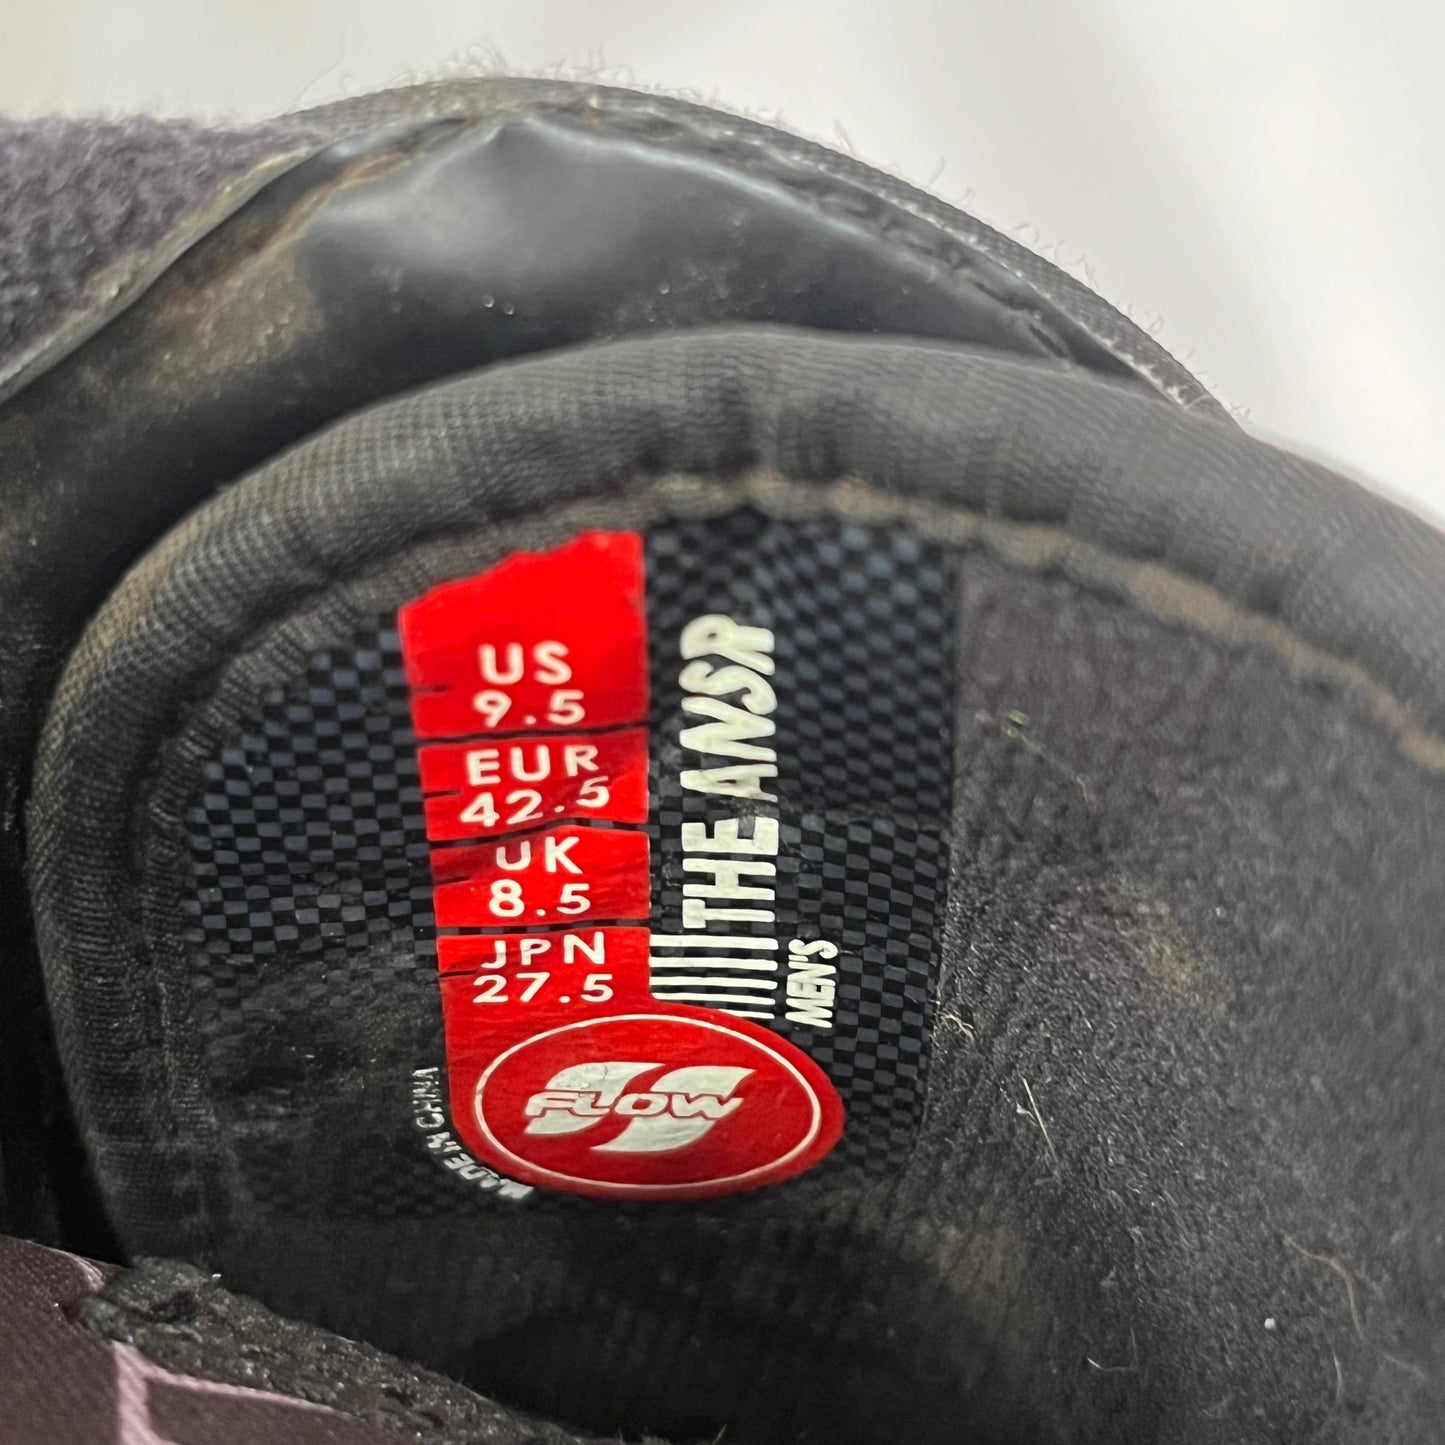 US
9.5
EUR
42.5
UK
8.5
JPN
27.5
THE ANSR
MEN'S
FLOW
MADE IN CHINA